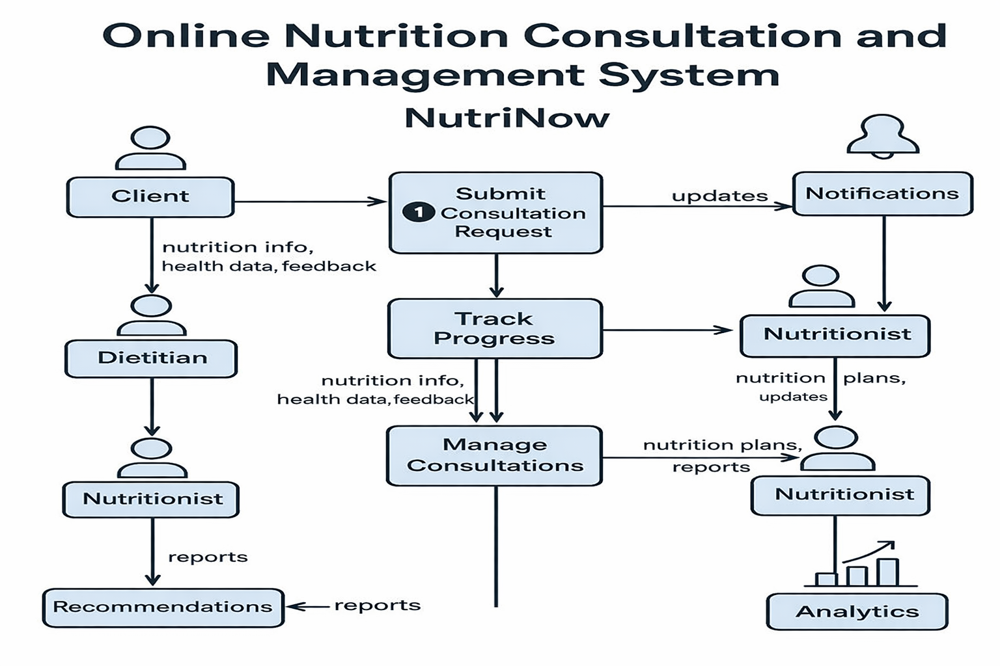 Online Nutrition Consultation and
Management System
NutriNow
Client
Submit
1 Consultation
Request
updates
Notifications
nutrition info,
health data, feedback
Dietitian
Track
Progress
Nutritionist
nutrition info,
health data, feedback
nutrition plans,
updates
Nutritionist
Manage
Consultations
nutrition plans,
reports
Nutritionist
reports
Recommendations
reports
Analytics